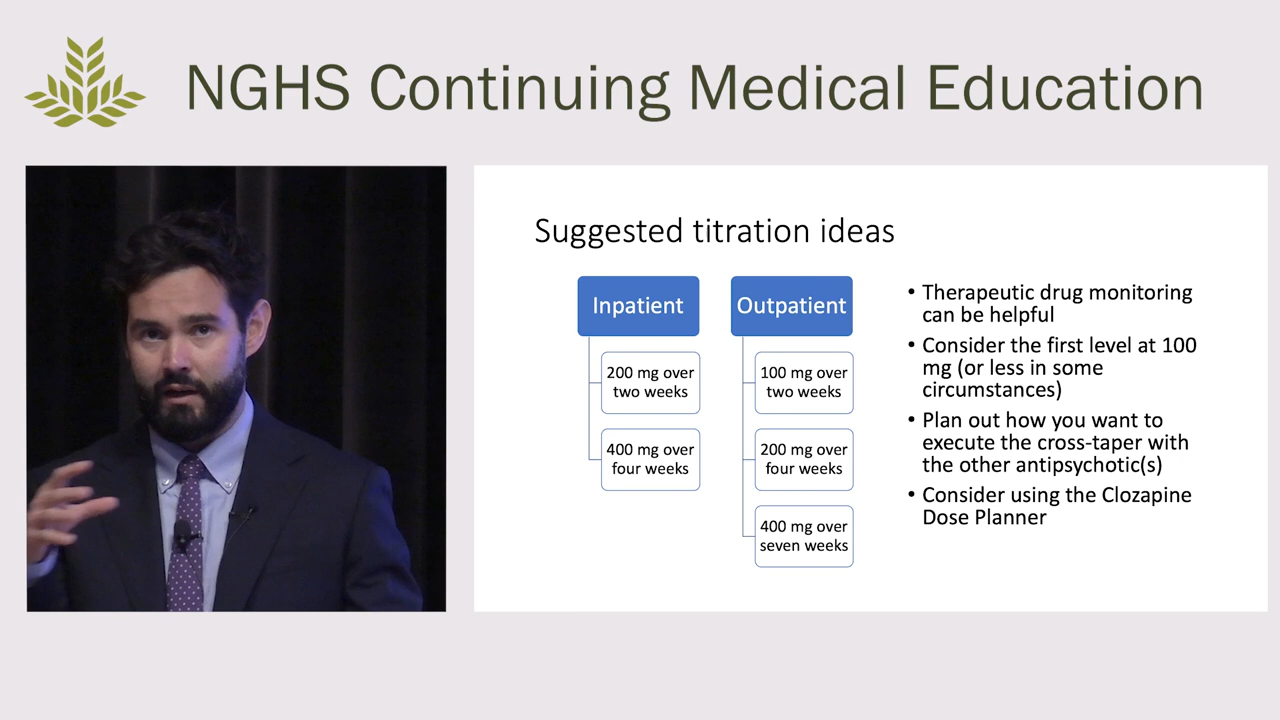 NGHS Continuing Medical Education
Suggested titration ideas
Inpatient
200 mg over
two weeks
400 mg over
four weeks
Outpatient
100 mg over
two weeks
200 mg over
four weeks
400 mg over
seven weeks
• Therapeutic drug monitoring
can be helpful
• Consider the first level at 100
mg (or less in some
circumstances)
• Plan out how you want to
execute the cross-taper with
the other antipsychotic(s)
• Consider using the Clozapine
Dose Planner